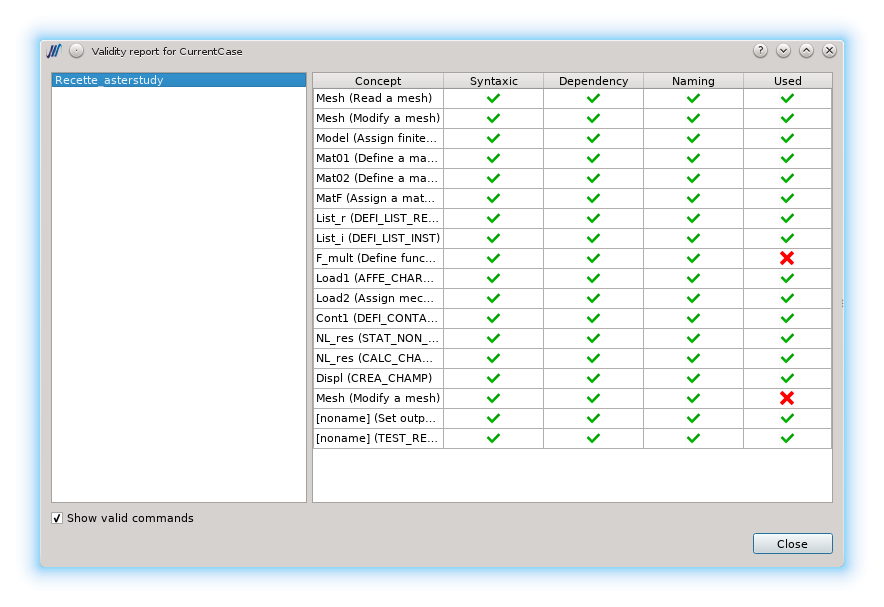 Validity report for CurrentCase
Recette_asterstudy
Concept Syntaxic Dependency Naming Used
Mesh (Read a mesh)
Mesh (Modify a mesh)
Model (Assign finite...
Mat01 (Define a ma...
Mat02 (Define a ma...
MatF (Assign a mat...
List_r (DEFI_LIST_RE...
List_i (DEFI_LIST_INST)
F_mult (Define func...
Load1 (AFFE_CHAR...
Load2 (Assign mec...
Cont1 (DEFI_CONTA...
NL_res (STAT_NON_...
NL_res (CALC_CHA...
Displ (CREA_CHAMP)
Mesh (Modify a mesh)
[noname] (Set outp...
[noname] (TEST_RE...
Show valid commands
Close